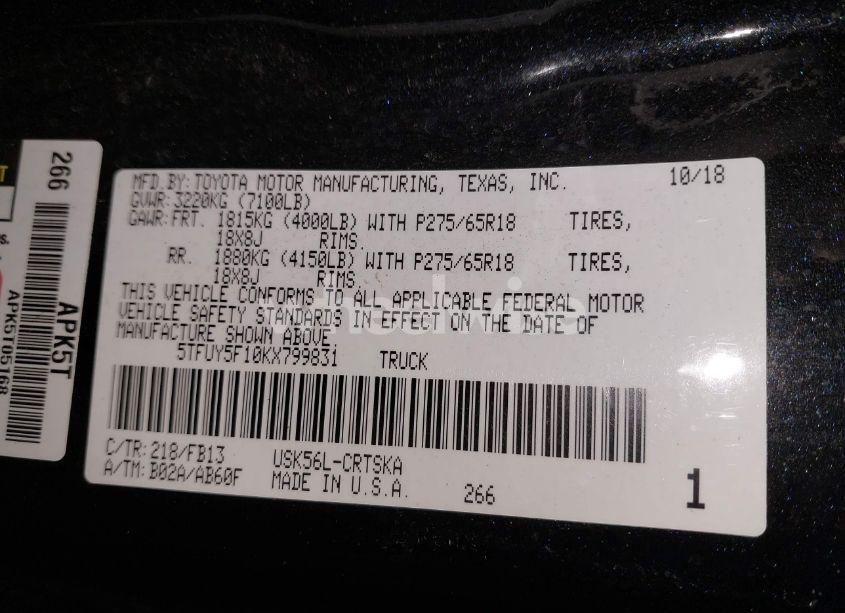 266
APK5T
APK5T05168
MFD.BY:TOYOTA MOTOR MANUFACTURING, TEXAS, INC. 10/18
GVWR:3220KG (7100LB)
GAWR:FRT. 1815KG (4000LB) WITH P275/65R18 TIRES,
18X8J RIMS.
RR. 1880KG (4150LB) WITH P275/65R18 TIRES,
18X8J RIMS.
THIS VEHICLE CONFORMS TO ALL APPLICABLE FEDERAL MOTOR
VEHICLE SAFETY STANDARDS IN EFFECT ON THE DATE OF
MANUFACTURE SHOWN ABOVE
5TFUY5F10KX799831 TRUCK
C/TR:218/FB13 USK56L-CRTSKA
A/TM:B02A/AB60F MADE IN U.S.A. 266 1